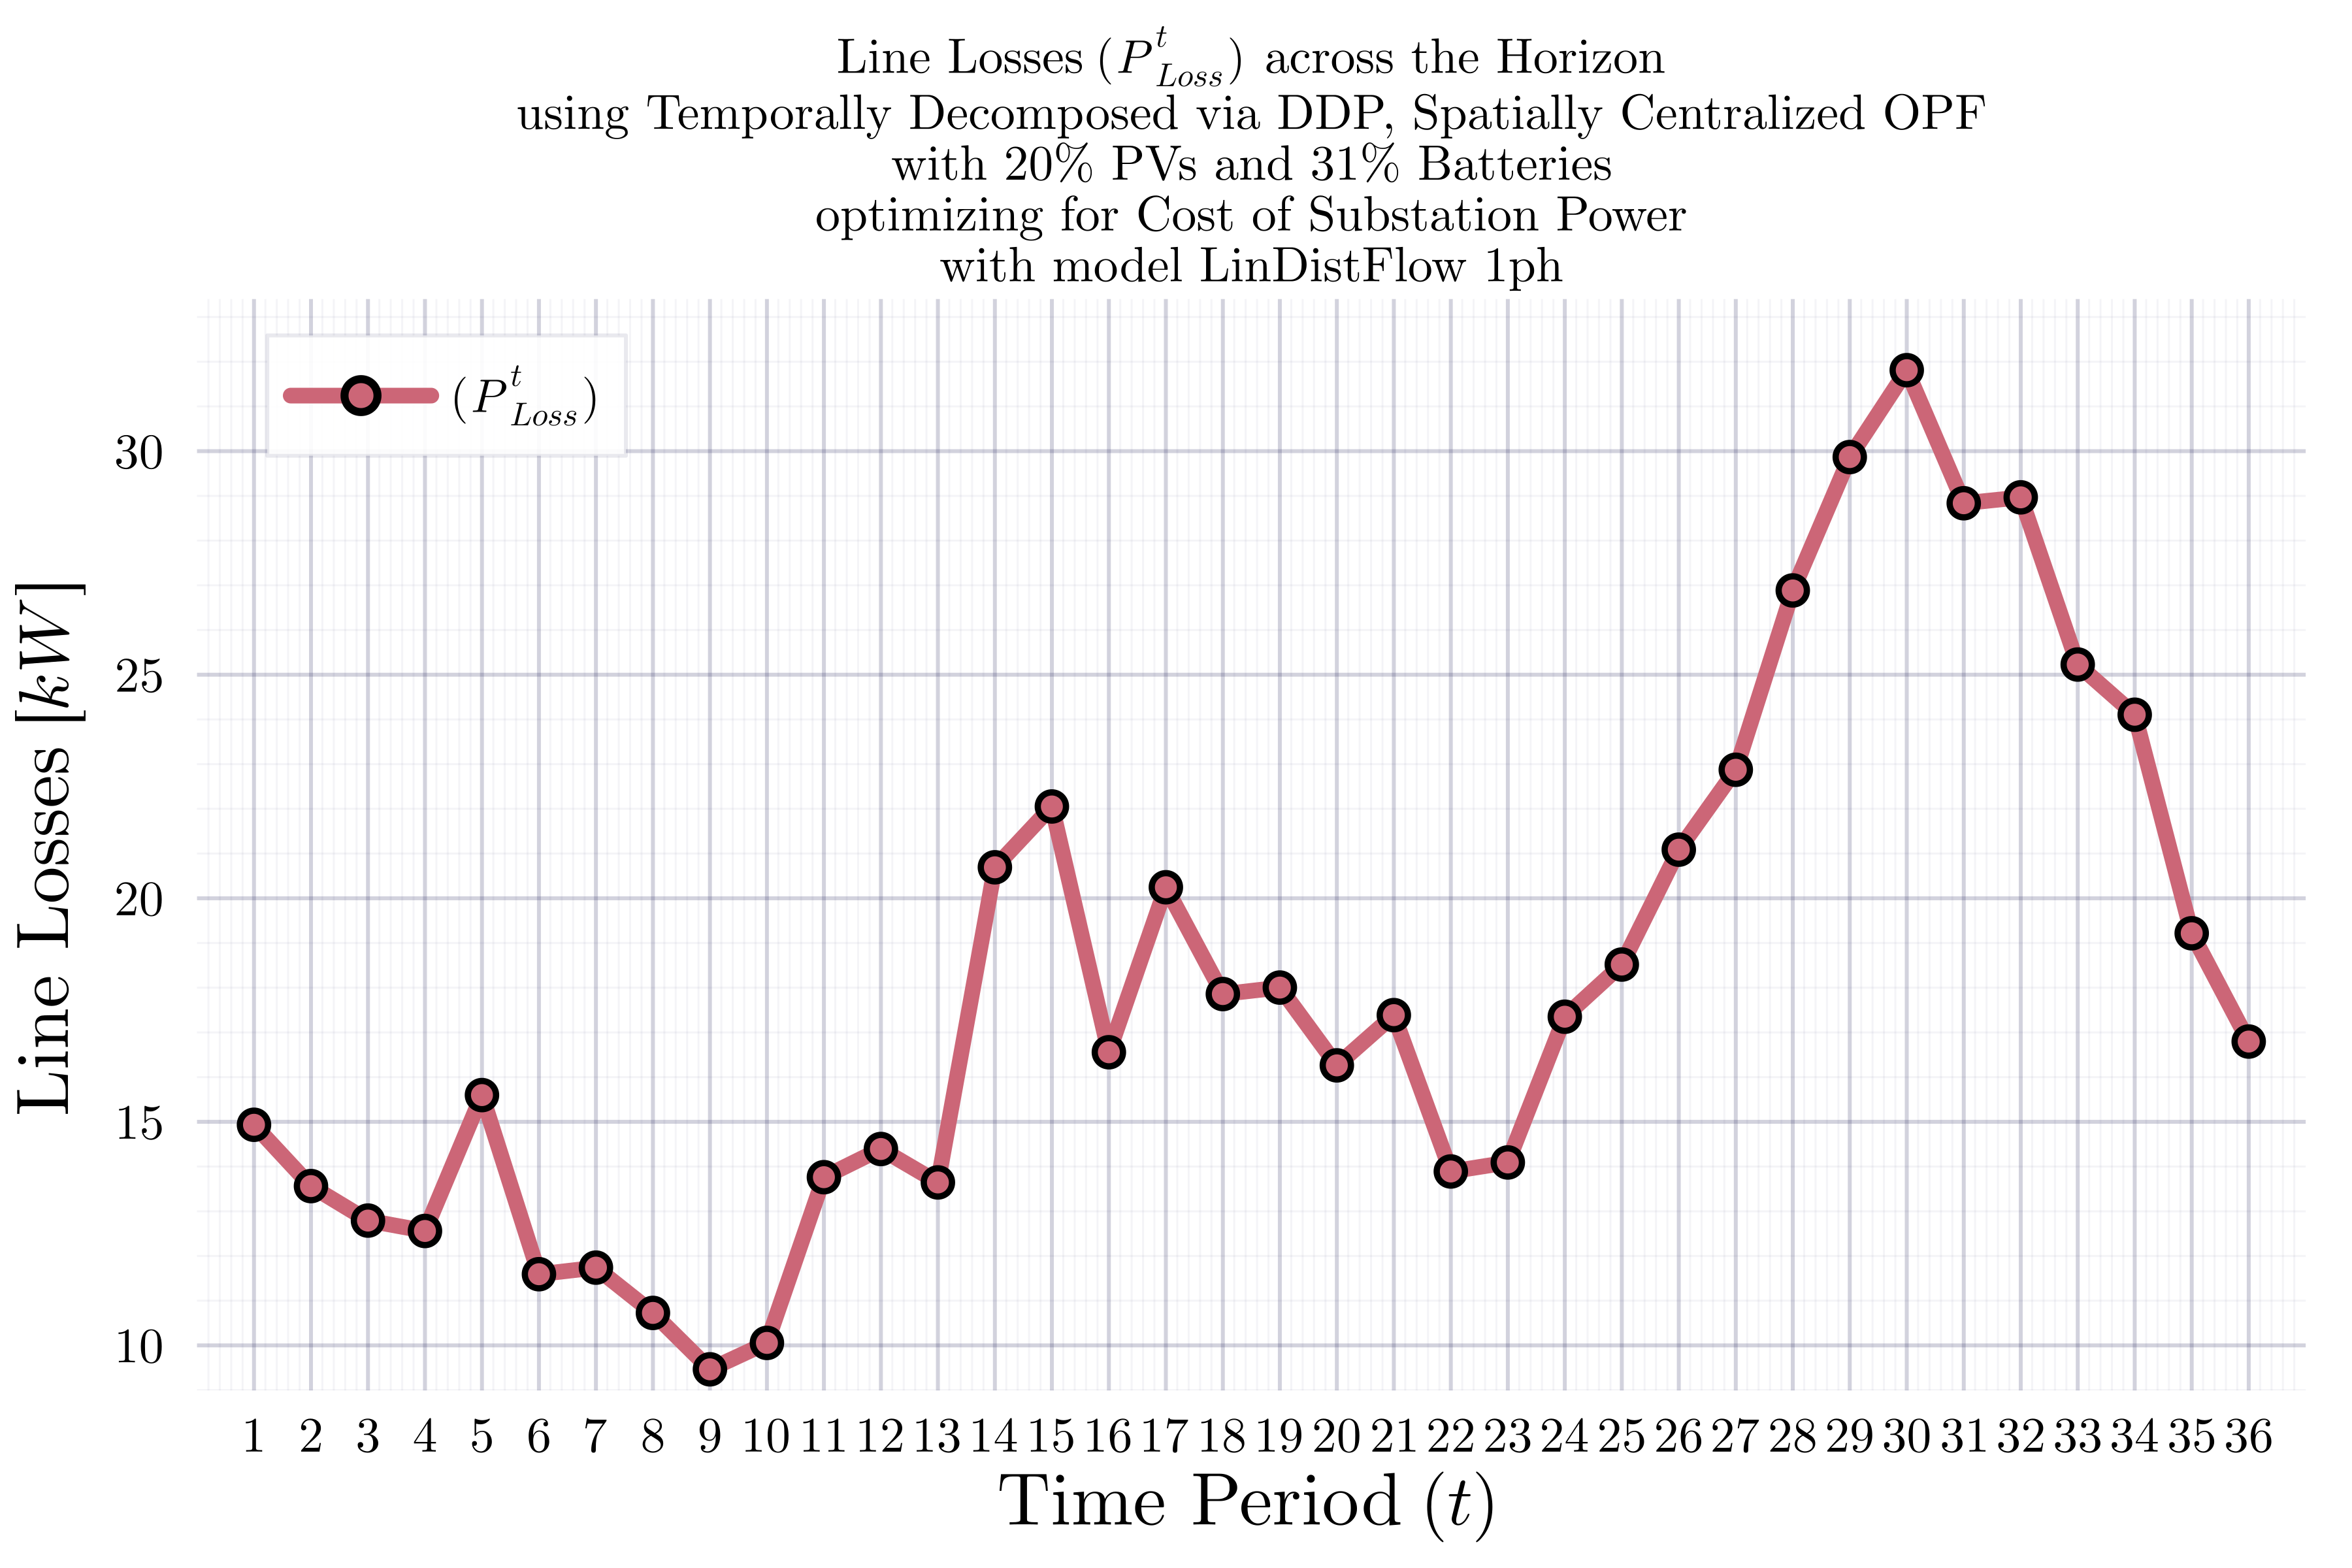 Line Losses (P^t_Loss) across the Horizon
using Temporally Decomposed via DDP, Spatially Centralized OPF
with 20% PVs and 31% Batteries
optimizing for Cost of Substation Power
with model LinDistFlow 1ph
(P^t_Loss)
Line Losses [kW]
30
25
20
15
10
1 2 3 4 5 6 7 8 9 10 11 12 13 14 15 16 17 18 19 20 21 22 23 24 25 26 27 28 29 30 31 32 33 34 35 36
Time Period (t)